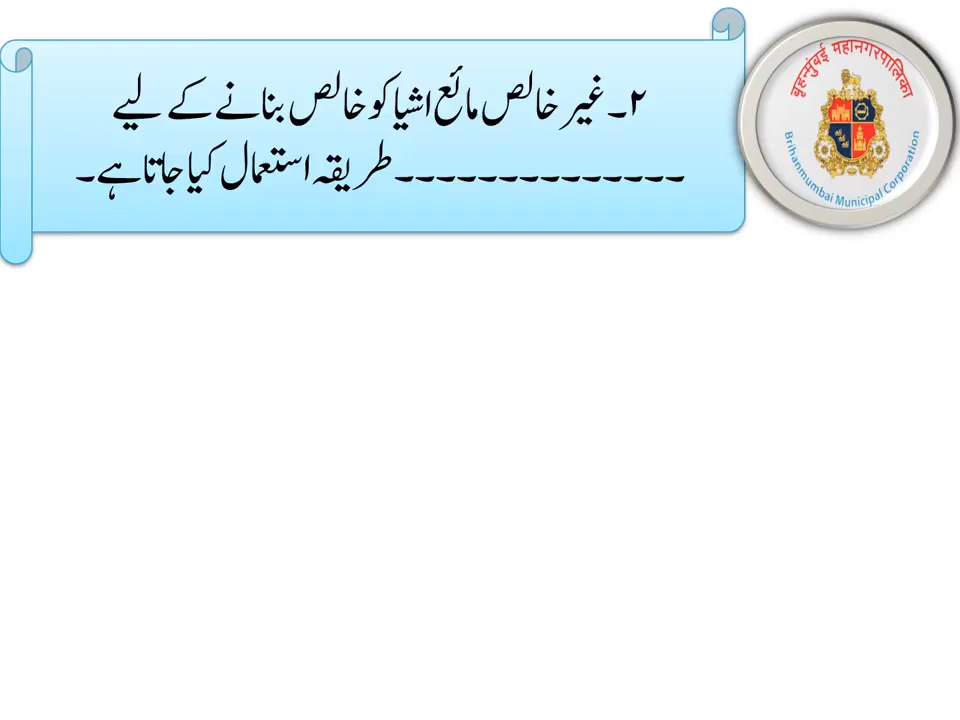 ۲۔ غیر خالص مائع اشیا کو خالص بنانے کے لیے
۔۔۔۔۔۔۔۔۔۔۔۔۔۔ طریقہ استعمال کیا جاتا ہے۔
बृहन्मुंबई महानगरपालिका
Brihanmumbai Municipal Corporation